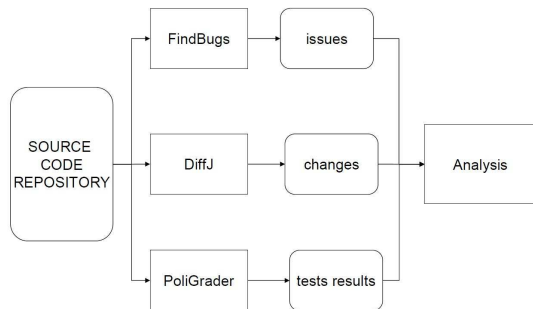 FindBugs
issues
SOURCE
CODE
REPOSITORY
DiffJ
changes
Analysis
PoliGrader
tests results